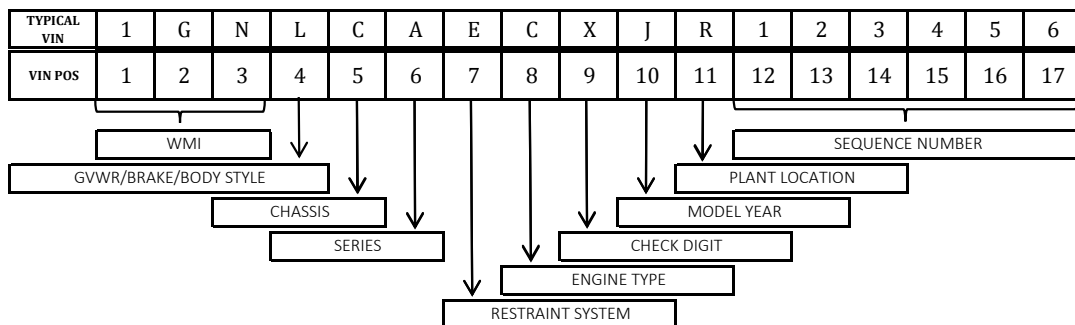 TYPICAL VIN 1 G N L C A E C X J R 1 2 3 4 5 6
VIN POS 1 2 3 4 5 6 7 8 9 10 11 12 13 14 15 16 17
WMI SEQUENCE NUMBER
GVWR/BRAKE/BODY STYLE PLANT LOCATION
CHASSIS MODEL YEAR
SERIES CHECK DIGIT
ENGINE TYPE
RESTRAINT SYSTEM